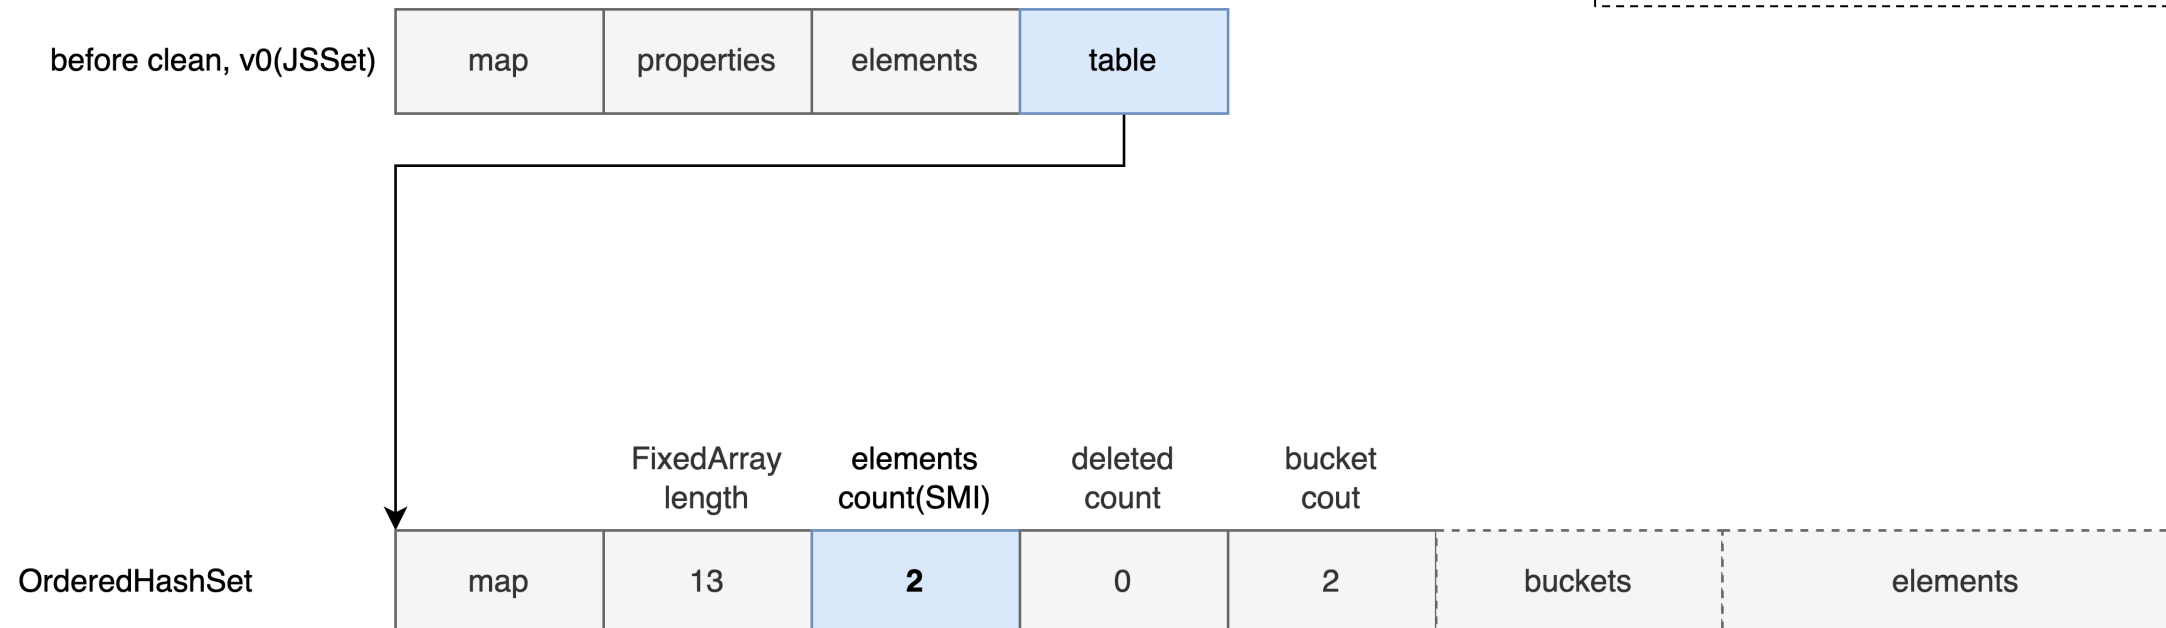 before clean, v0(JSSet)
map
properties
elements
table
FixedArray
length
elements
count(SMI)
deleted
count
bucket
cout
OrderedHashSet
map
13
2
0
2
buckets
elements